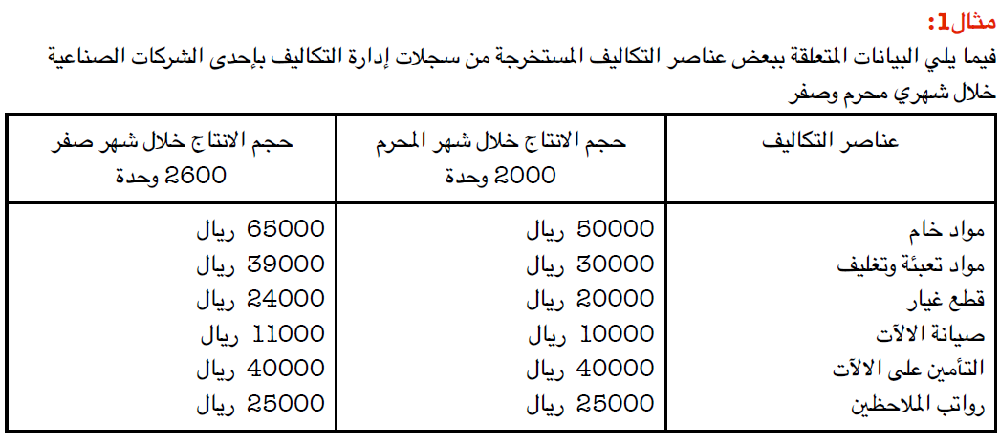 مثال1:
فيما يلي البيانات المتعلقة ببعض عناصر التكاليف المستخرجة من سجلات إدارة التكاليف بإحدى الشركات الصناعية
خلال شهري محرم وصفر
عناصر التكاليف حجم الانتاج خلال شهر المحرم حجم الانتاج خلال شهر صفر
2000 وحدة 2600 وحدة
مواد خام 50000 ريال 65000 ريال
مواد تعبئة وتغليف 30000 ريال 39000 ريال
قطع غيار 20000 ريال 24000 ريال
صيانة الالآت 10000 ريال 11000 ريال
التأمين على الالآت 40000 ريال 40000 ريال
رواتب الملاحظين 25000 ريال 25000 ريال